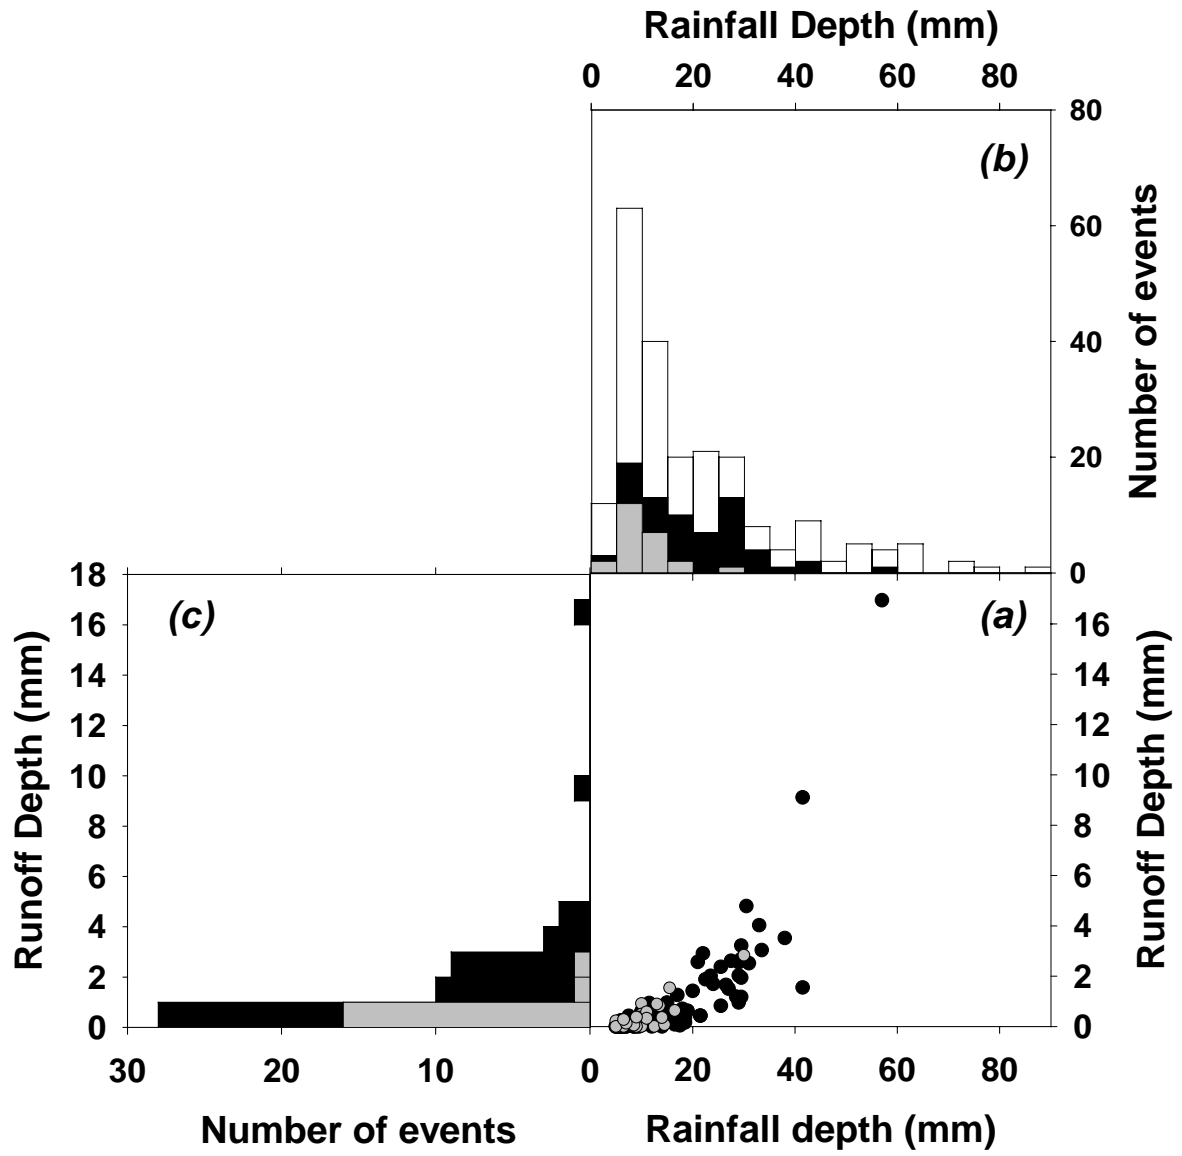 Rainfall Depth (mm)
0 20 40 60 80
80
(b)
60
40
20
0
Number of events
18
16
14
12
10
8
6
4
2
0
Runoff Depth (mm)
(c)
30 20 10 0
Number of events
(a)
16
14
12
10
8
6
4
2
0
Runoff Depth (mm)
20 40 60 80
Rainfall depth (mm)